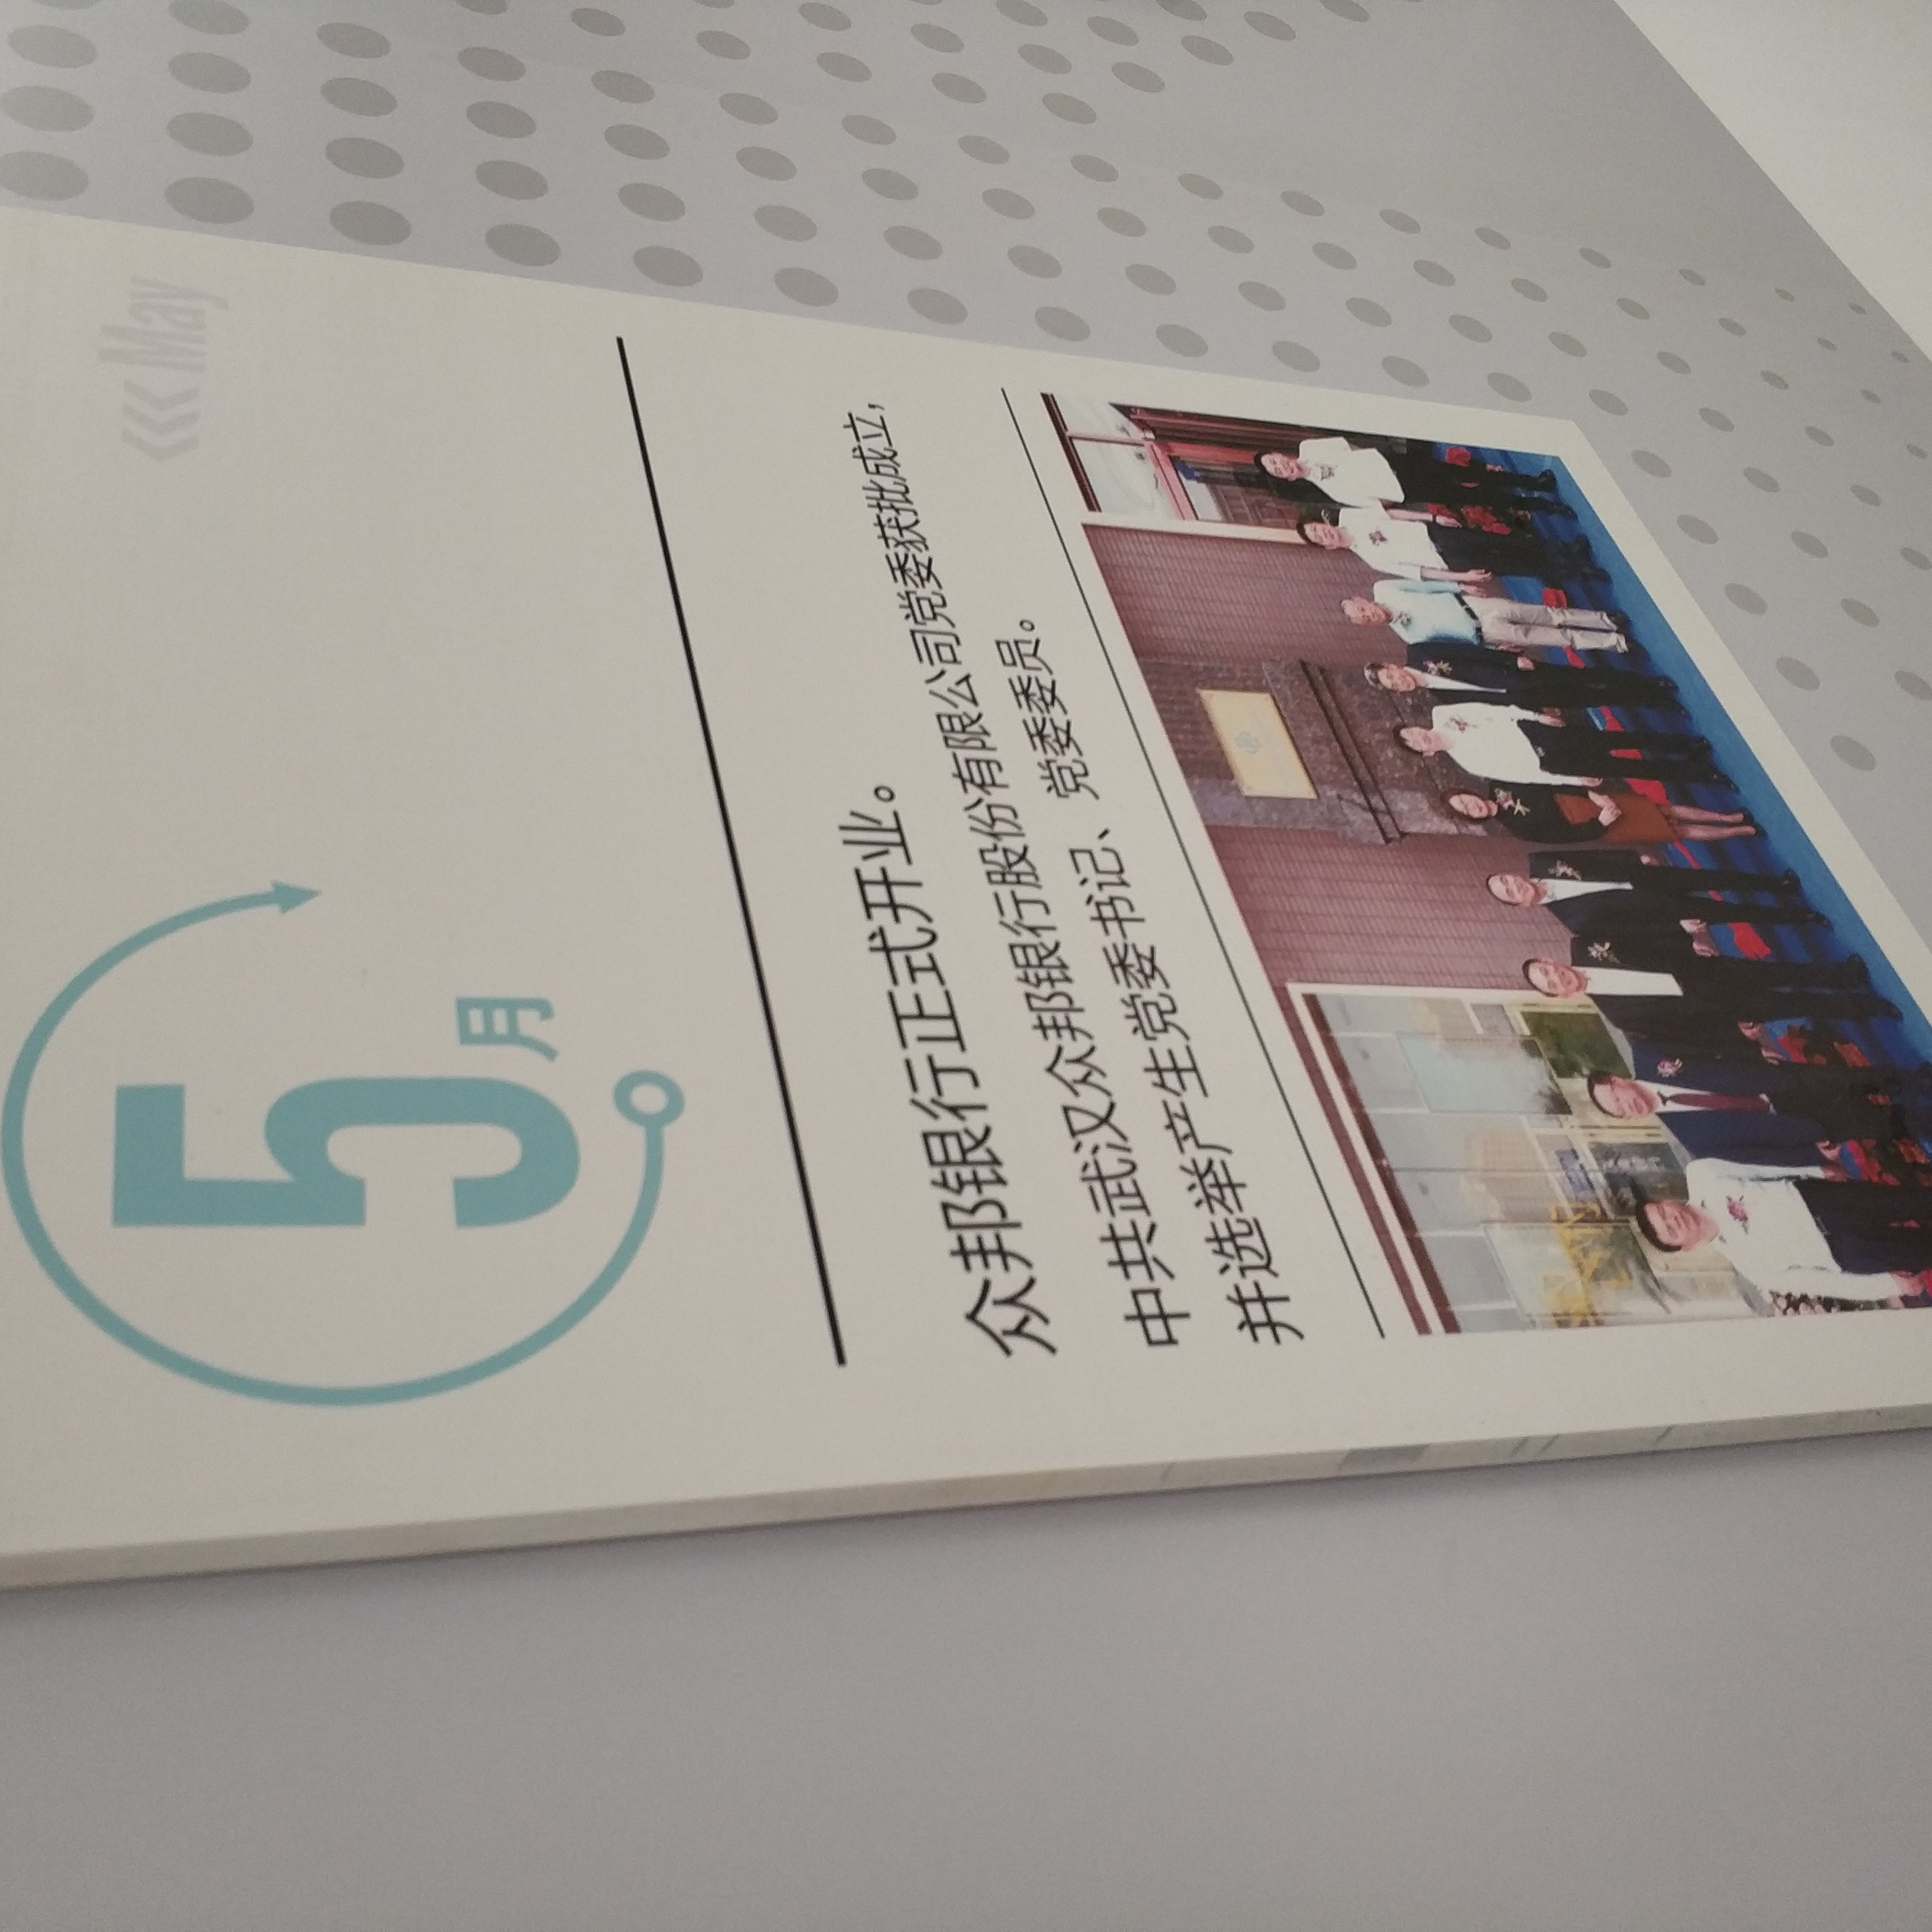 <<< May
5月
众邦银行正式开业。
中共武汉众邦银行股份有限公司党委获批成立，
并选举产生党委书记、党委委员。